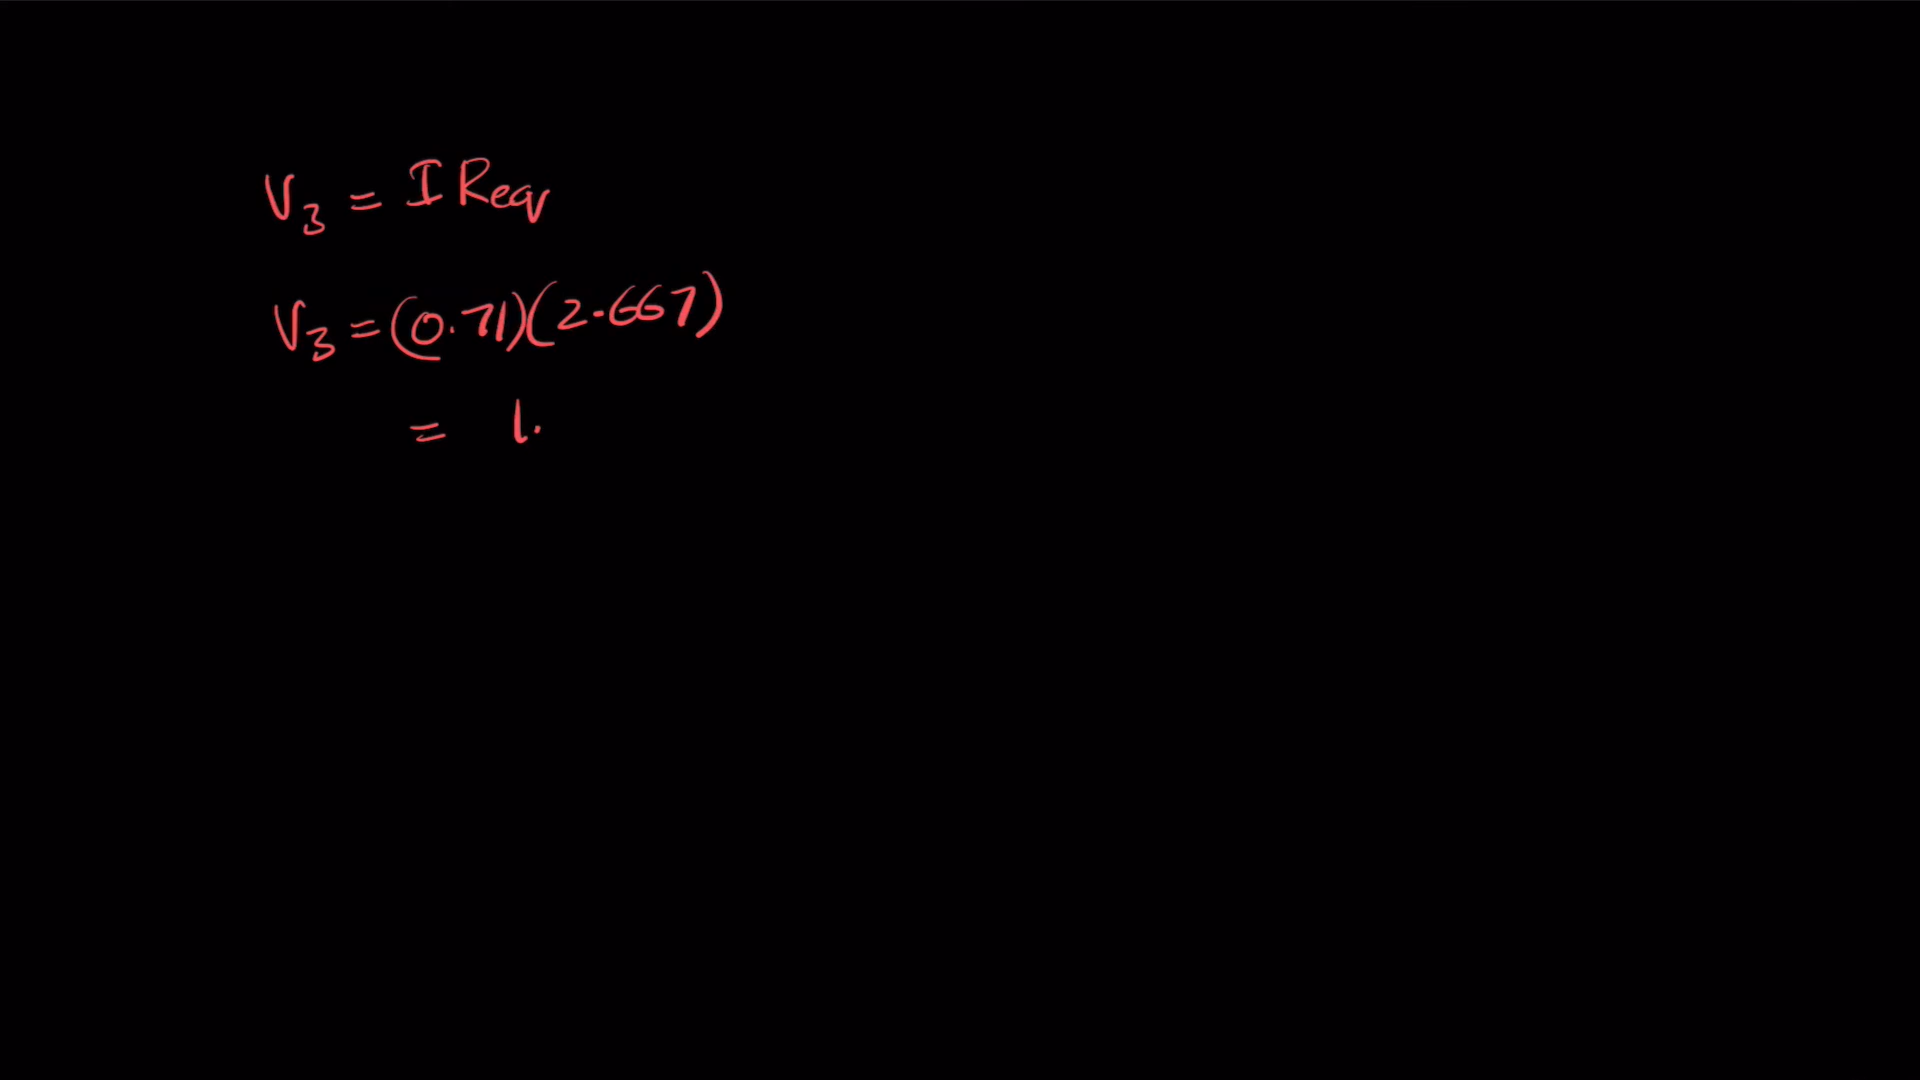 V₃ = I Req
V₃ = (0.71)(2.667)
= 1.